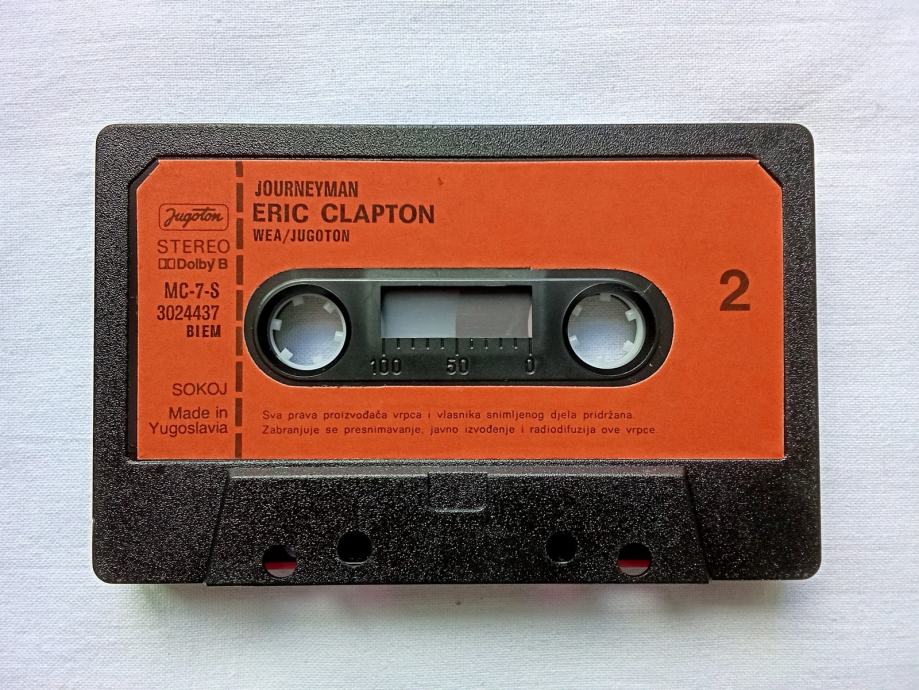 Jugoton
STEREO
Dolby B
MC-7-S
3024437
BIEM
SOKOJ
Made in
Yugoslavia
JOURNEYMAN
ERIC CLAPTON
WEA/JUGOTON
2
100 50 0
Sva prava proizvođača vrpca i vlasnika snimljenog djela pridržana.
Zabranjuje se presnimavanje, javno izvođenje i radiodifuzija ove vrpce.